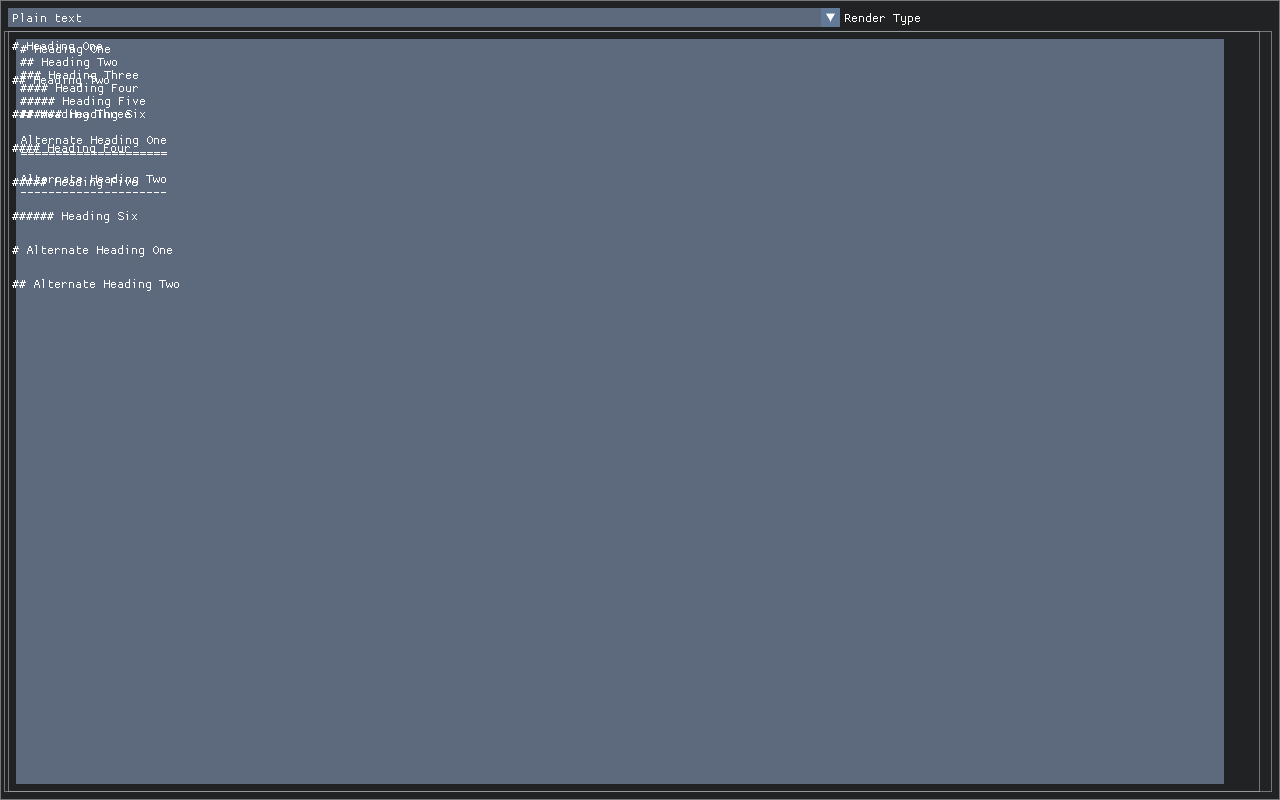 Plain text
Render Type
# Heading One
# Heading One
## Heading Two
### Heading Three
## Heading Two
#### Heading Four
##### Heading Five
###### Heading Six
### Heading Three
Alternate Heading One
#### Heading Four
=====================
Alternate Heading Two
##### Heading Five
---------------------
###### Heading Six
# Alternate Heading One
## Alternate Heading Two